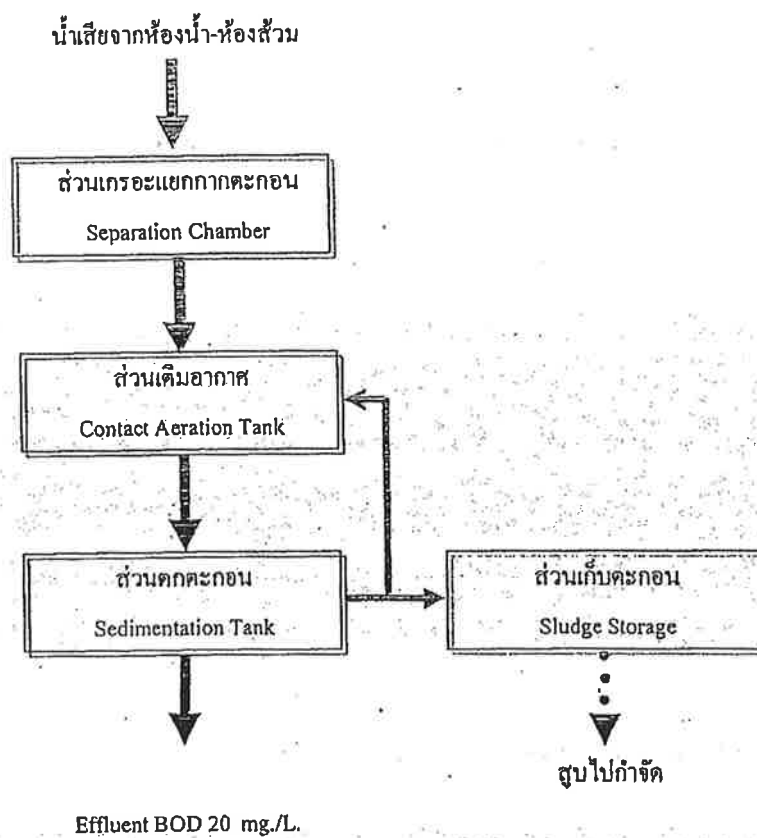 น้ำเสียจากห้องน้ำ-ห้องส้วม
ส่วนเกรอะแยกกากตะกอน
Separation Chamber
ส่วนเติมอากาศ
Contact Aeration Tank
ส่วนตกตะกอน
Sedimentation Tank
ส่วนเก็บตะกอน
Sludge Storage
สูบไปกำจัด
Effluent BOD 20 mg./L.